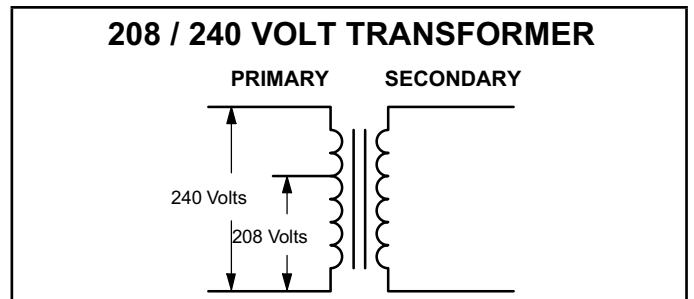 208 / 240 VOLT TRANSFORMER
PRIMARY SECONDARY
240 Volts
208 Volts